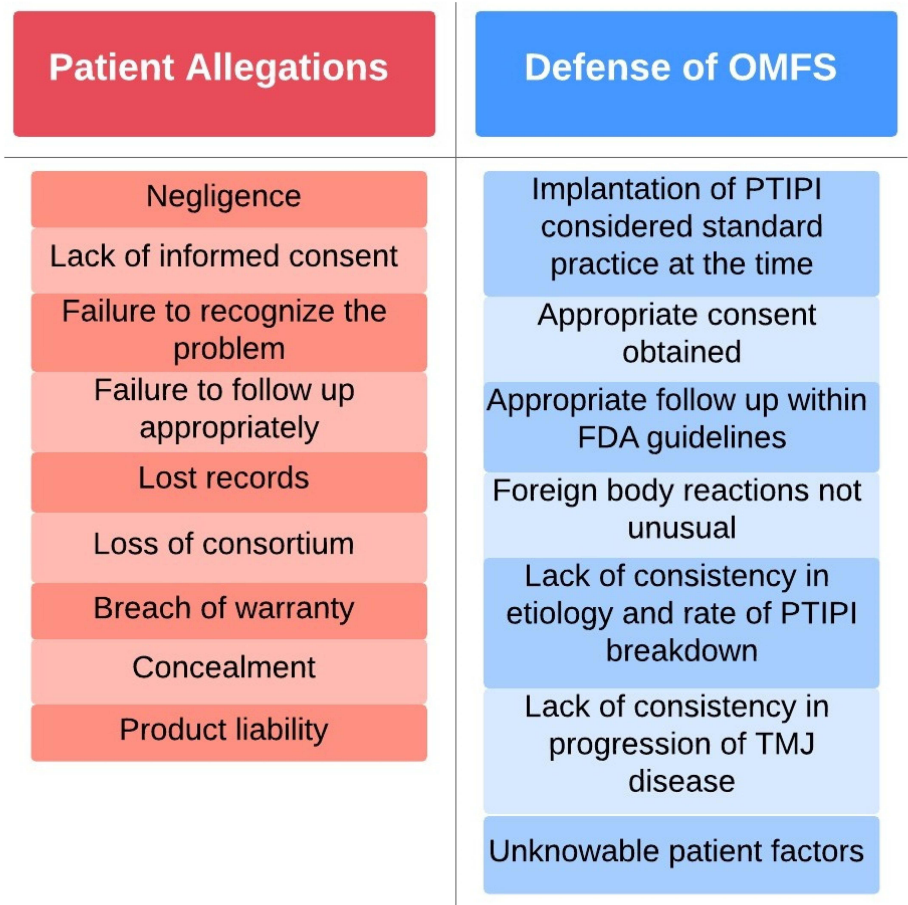 Patient Allegations
Negligence
Lack of informed consent
Failure to recognize the
problem
Failure to follow up
appropriately
Lost records
Loss of consortium
Breach of warranty
Concealment
Product liability
Defense of OMFS
Implantation of PTIPI
considered standard
practice at the time
Appropriate consent
obtained
Appropriate follow up within
FDA guidelines
Foreign body reactions not
unusual
Lack of consistency in
etiology and rate of PTIPI
breakdown
Lack of consistency in
progression of TMJ
disease
Unknowable patient factors